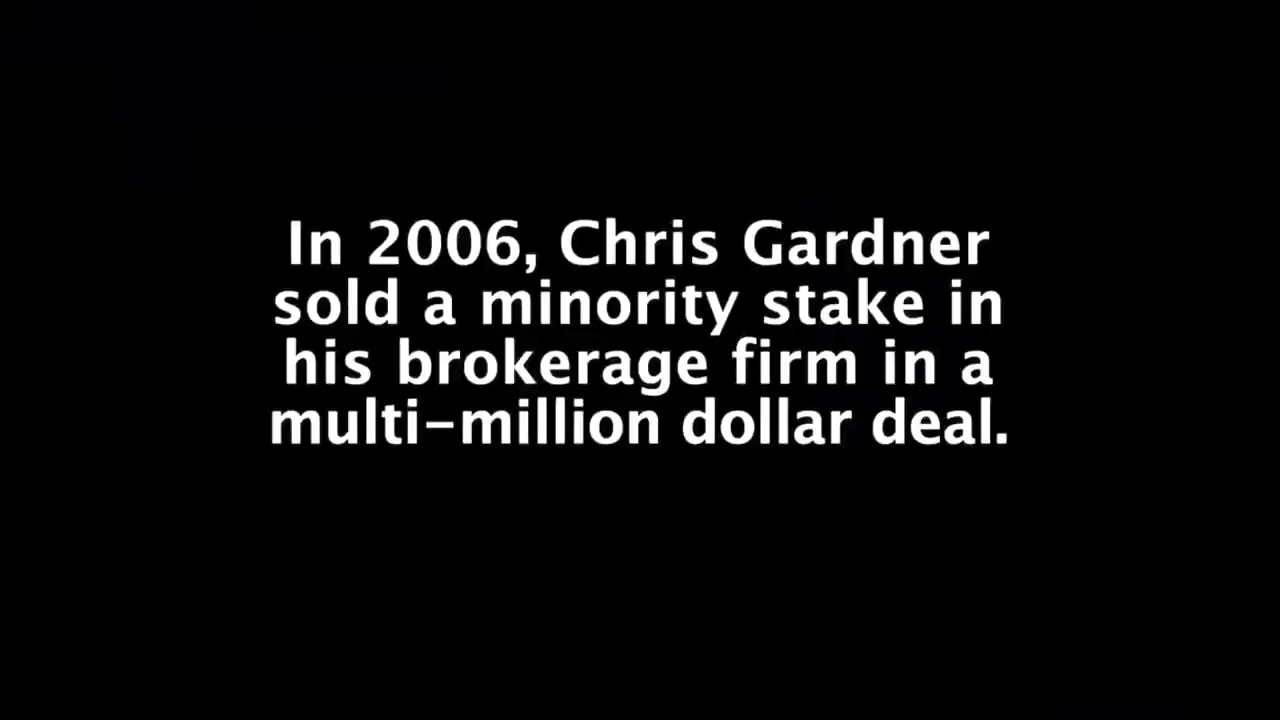 In 2006, Chris Gardner
sold a minority stake in
his brokerage firm in a
multi-million dollar deal.